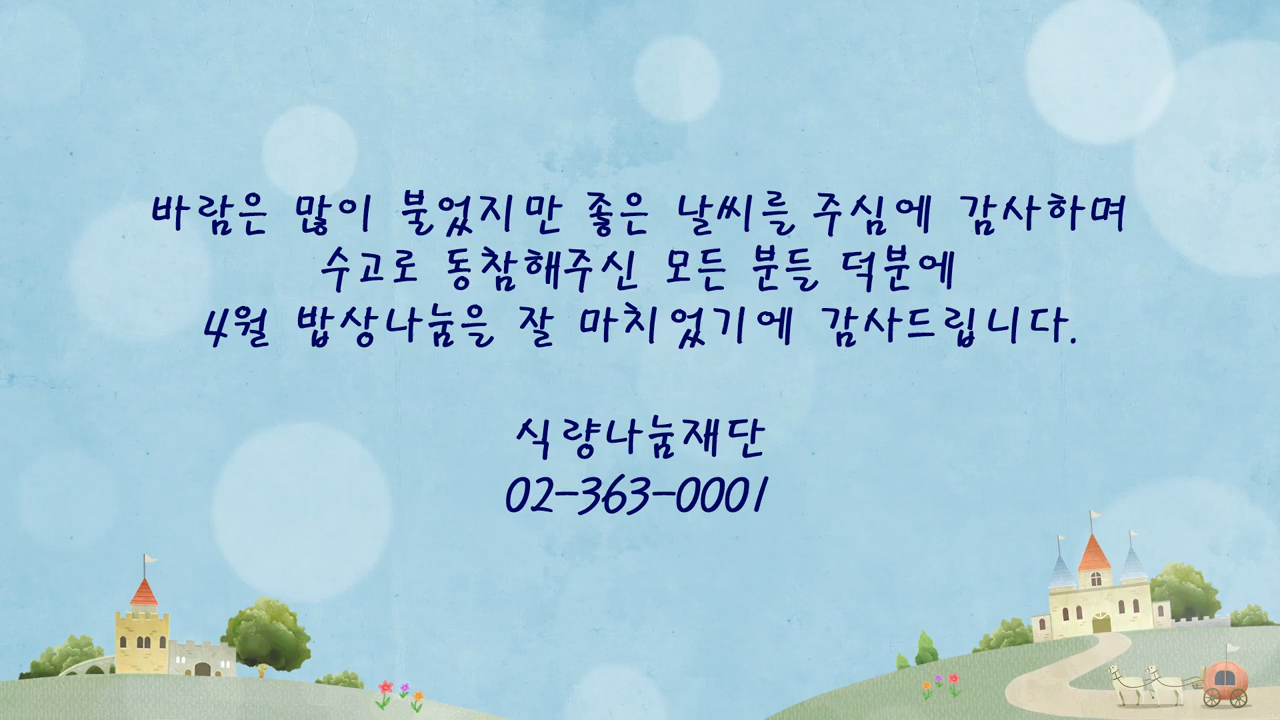 바람은 많이 불었지만 좋은 날씨를 주심에 감사하며
수고로 동참해주신 모든 분들 덕분에
4월 밥상나눔을 잘 마치었기에 감사드립니다.
식량나눔재단
02-363-0001